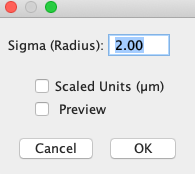 Sigma (Radius): 2.00
Scaled Units (µm)
Preview
Cancel OK